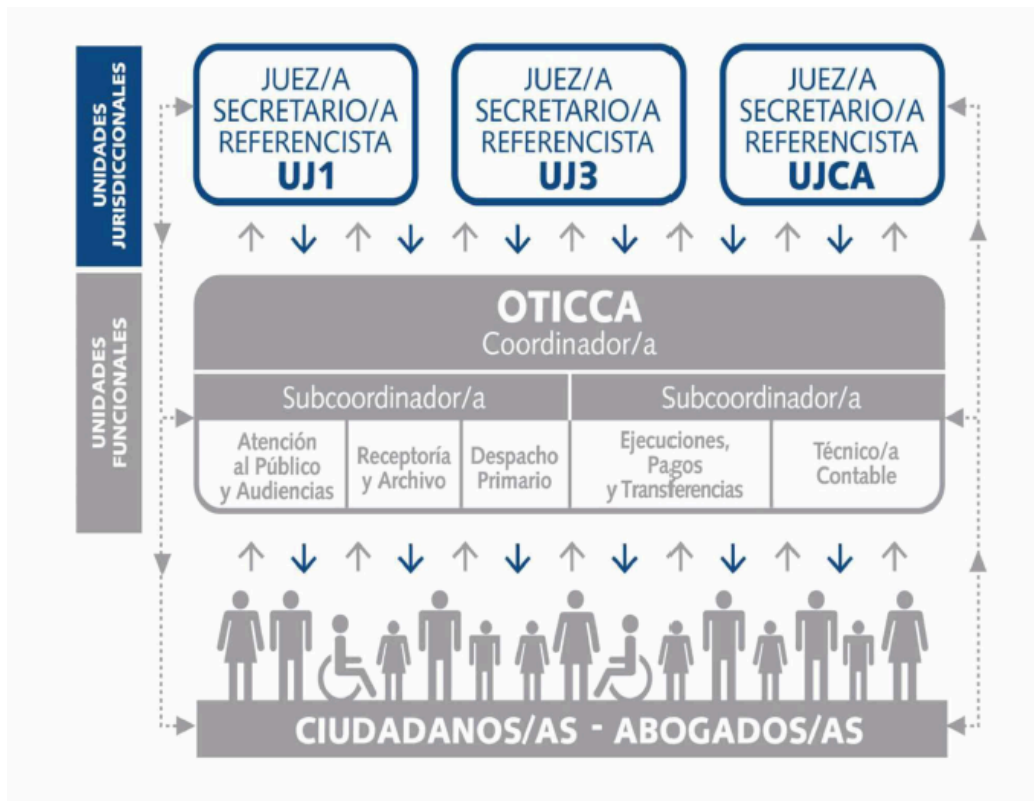 UNIDADES
JURISDICCIONALES
JUEZ/A
SECRETARIO/A
REFERENCISTA
UJ1
JUEZ/A
SECRETARIO/A
REFERENCISTA
UJ3
JUEZ/A
SECRETARIO/A
REFERENCISTA
UJCA
UNIDADES
FUNCIONALES
OTICCA
Coordinador/a
Subcoordinador/a
Subcoordinador/a
Atención
al Público
y Audiencias
Receptoría
y Archivo
Despacho
Primario
Ejecuciones,
Pagos
y Transferencias
Técnico/a
Contable
CIUDADANOS/AS - ABOGADOS/AS